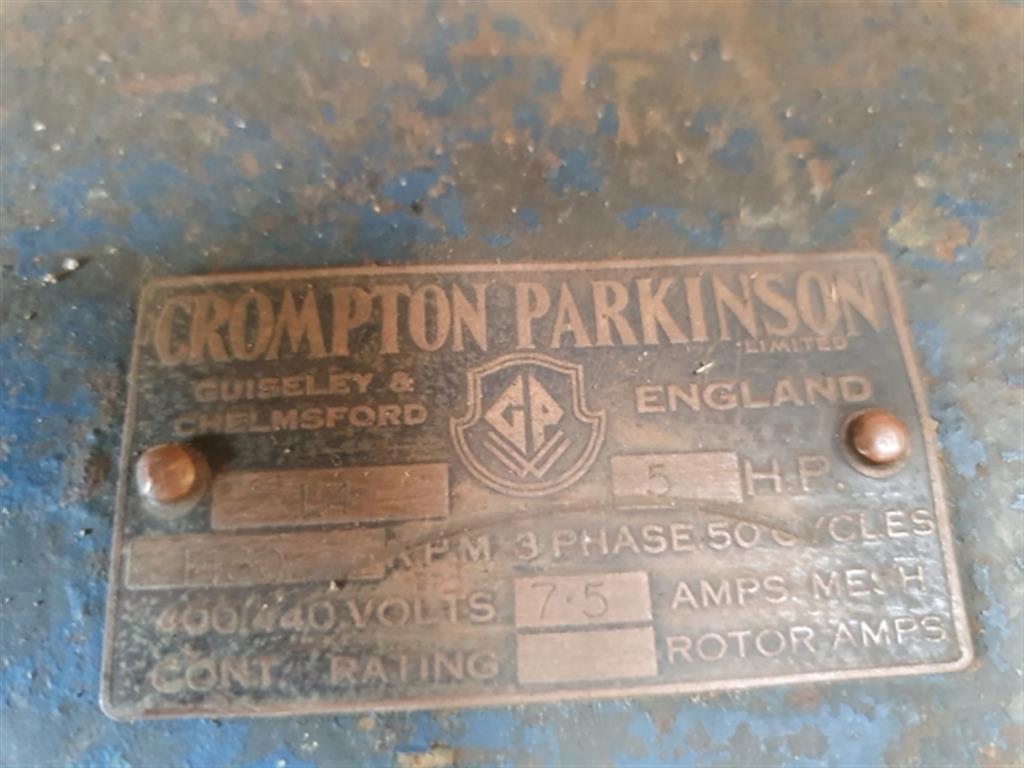 CROMPTON PARKINSON
LIMITED
GUISELEY &
CHELMSFORD
CP
ENGLAND
5 H.P.
R.P.M. 3 PHASE 50 CYCLES
400/440 VOLTS 7.5 AMPS. MESH
CONT. RATING ROTOR AMPS